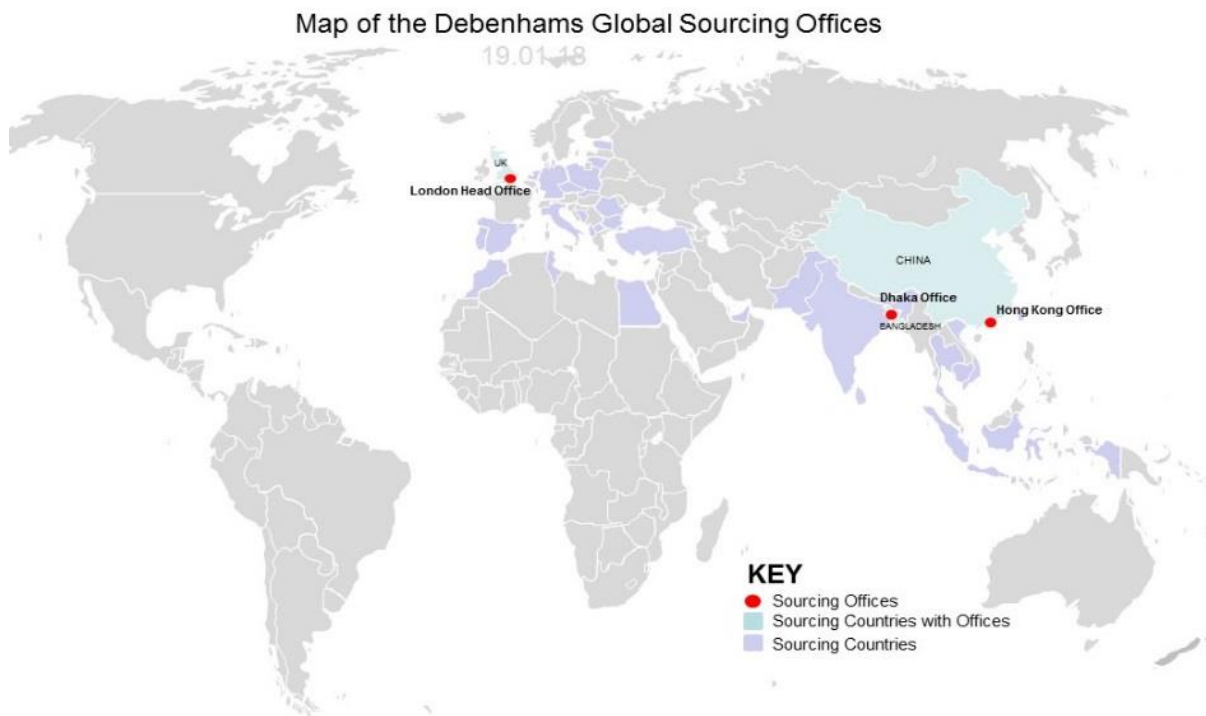 Map of the Debenhams Global Sourcing Offices
19.01.18
UK
London Head Office
CHINA
Dhaka Office
Hong Kong Office
BANGLADESH
KEY
Sourcing Offices
Sourcing Countries with Offices
Sourcing Countries